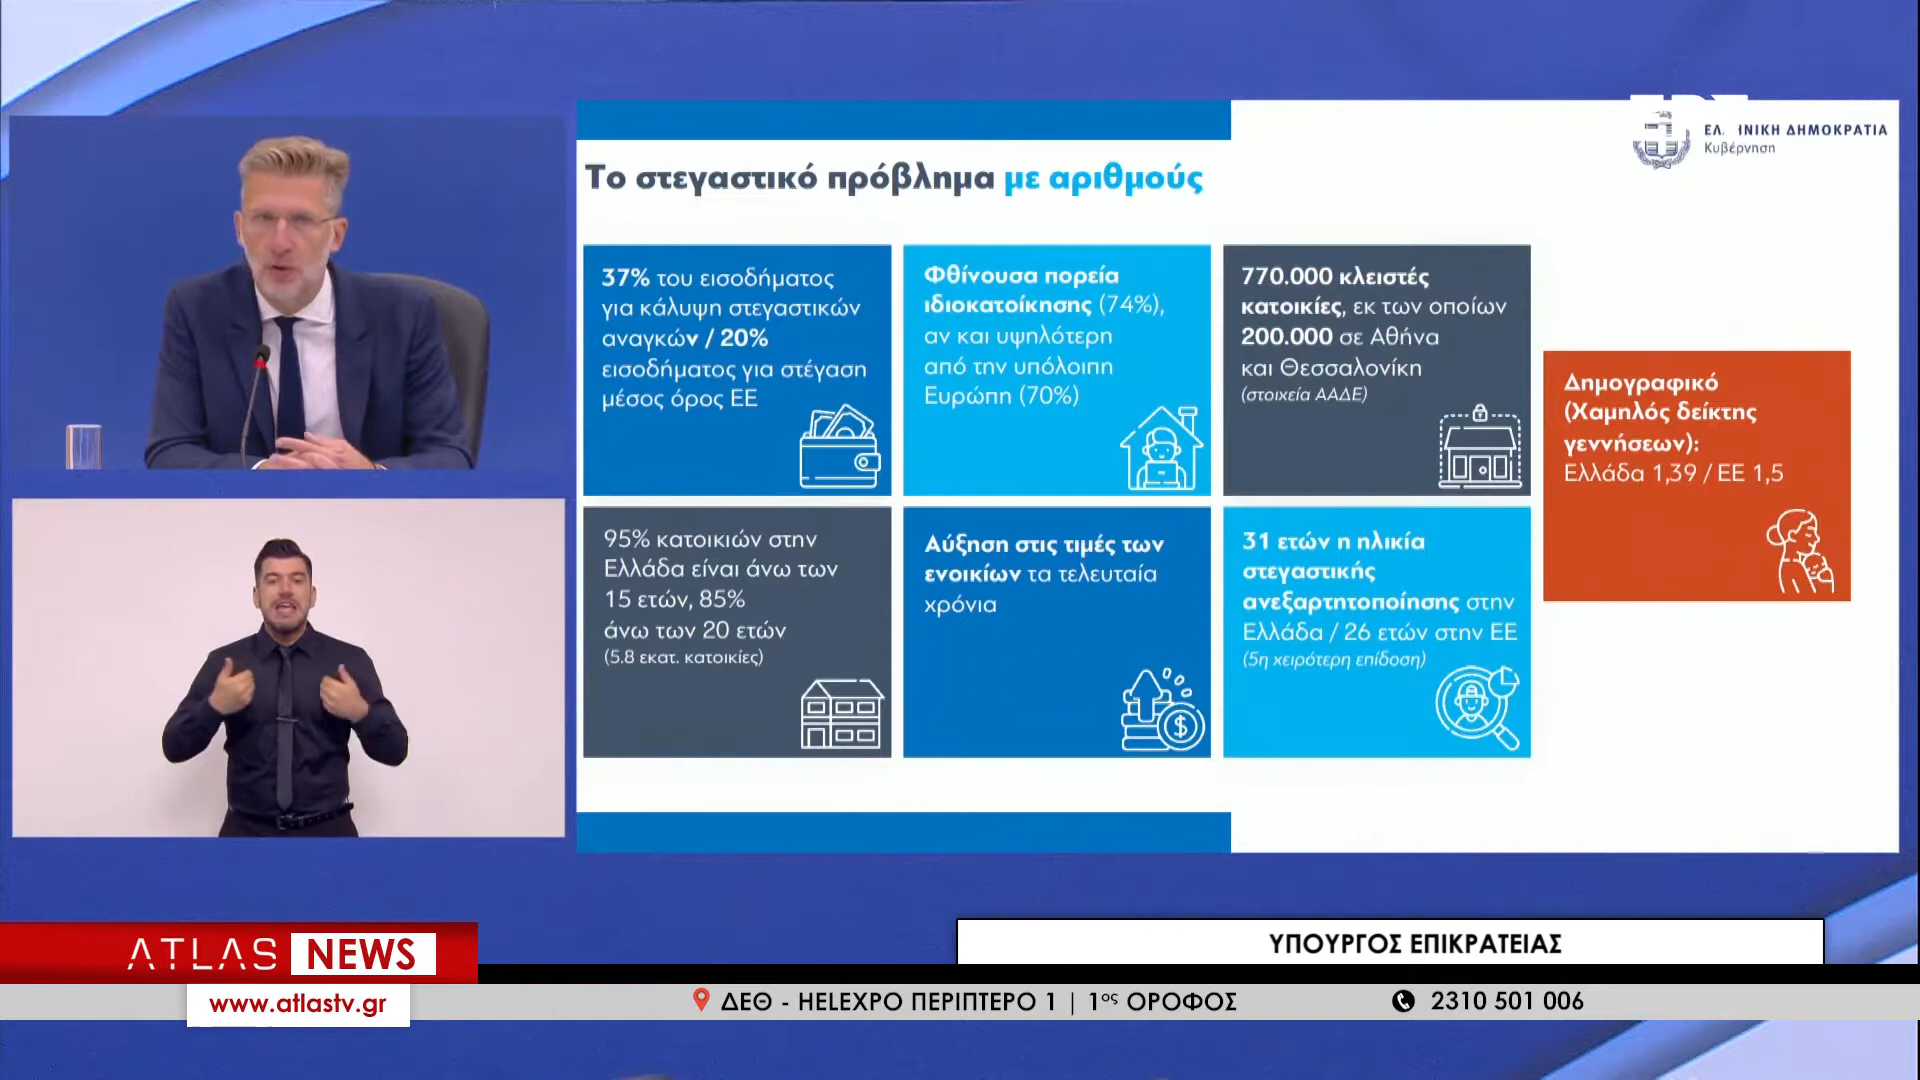 ΕΛ. ΙΝΙΚΗ ΔΗΜΟΚΡΑΤΙΑ
Κυβέρνηση
Το στεγαστικό πρόβλημα με αριθμούς
37% του εισοδήματος
για κάλυψη στεγαστικών
αναγκών / 20%
εισοδήματος για στέγαση
μέσος όρος ΕΕ
Φθίνουσα πορεία
ιδιοκατοίκησης (74%),
αν και υψηλότερη
από την υπόλοιπη
Ευρώπη (70%)
770.000 κλειστές
κατοικίες, εκ των οποίων
200.000 σε Αθήνα
και Θεσσαλονίκη
(στοιχεία ΑΑΔΕ)
Δημογραφικό
(Χαμηλός δείκτης
γεννήσεων):
Ελλάδα 1,39 / ΕΕ 1,5
95% κατοικιών στην
Ελλάδα είναι άνω των
15 ετών, 85%
άνω των 20 ετών
(5.8 εκατ. κατοικίες)
Αύξηση στις τιμές των
ενοικίων τα τελευταία
χρόνια
31 ετών η ηλικία
στεγαστικής
ανεξαρτητοποίησης στην
Ελλάδα / 26 ετών στην ΕΕ
(5η χειρότερη επίδοση)
ΥΠΟΥΡΓΟΣ ΕΠΙΚΡΑΤΕΙΑΣ
ATLAS NEWS
www.atlastv.gr
ΔΕΘ - HELEXPO ΠΕΡΙΠΤΕΡΟ 1 | 1ος ΟΡΟΦΟΣ
2310 501 006